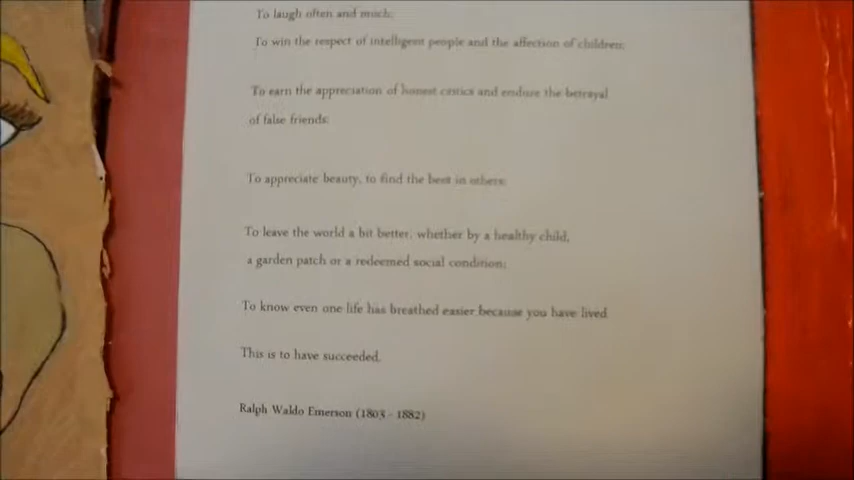 To laugh often and much;
To win the respect of intelligent people and the affection of children;
To earn the appreciation of honest critics and endure the betrayal
of false friends;
To appreciate beauty, to find the best in others;
To leave the world a bit better, whether by a healthy child,
a garden patch or a redeemed social condition;
To know even one life has breathed easier because you have lived.
This is to have succeeded.
Ralph Waldo Emerson (1803 - 1882)